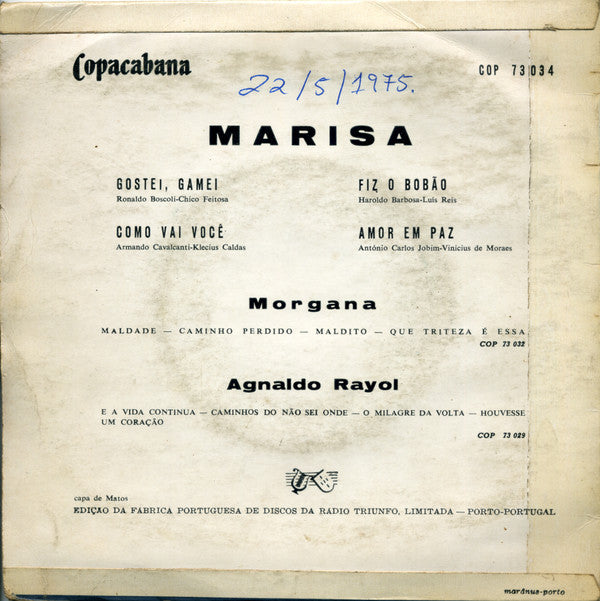 Copacabana
COP 73 034
22/5/1975.
MARISA
GOSTEI, GAMEI
Ronaldo Boscoli-Chico Feitosa
FIZ O BOBÃO
Haroldo Barbosa-Luís Reis
COMO VAI VOCÊ
Armando Cavalcanti-Klecius Caldas
AMOR EM PAZ
António Carlos Jobim-Vinicius de Moraes
Morgana
MALDADE — CAMINHO PERDIDO — MALDITO — QUE TRITEZA É ESSA
COP 73 032
Agnaldo Rayol
E A VIDA CONTINUA — CAMINHOS DO NÃO SEI ONDE — O MILAGRE DA VOLTA — HOUVESSE
UM CORAÇÃO
COP 73 029
capa de Matos
EDIÇÃO DA FÁBRICA PORTUGUESA DE DISCOS DA RÁDIO TRIUNFO, LIMITADA — PORTO-PORTUGAL
marânus-porto